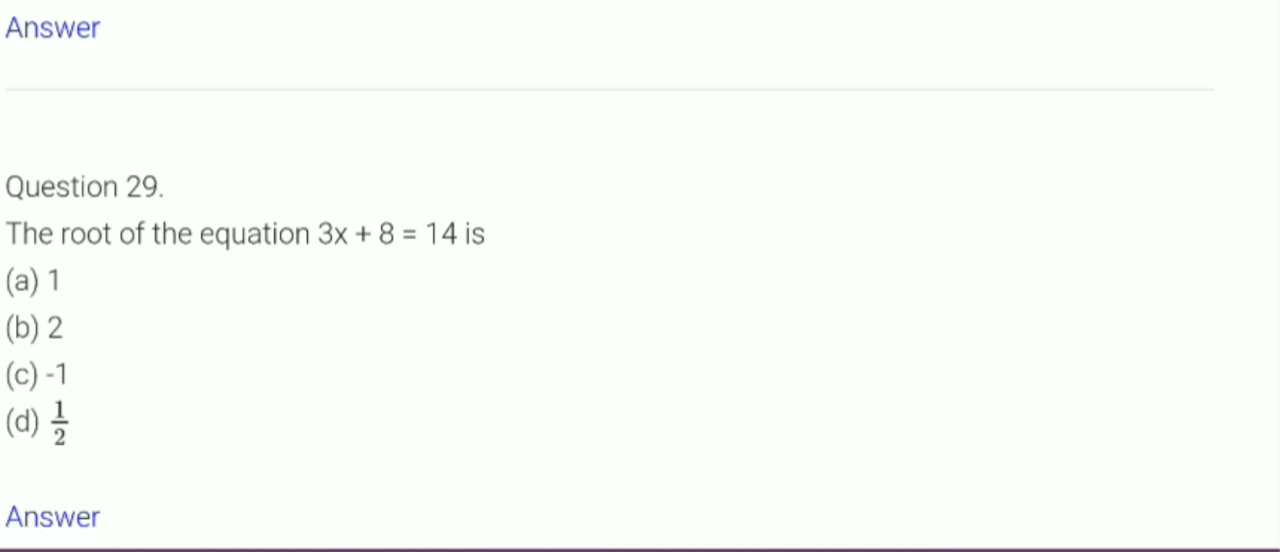 Answer
Question 29.
The root of the equation 3x + 8 = 14 is
(a) 1
(b) 2
(c) -1
(d) 1/2
Answer